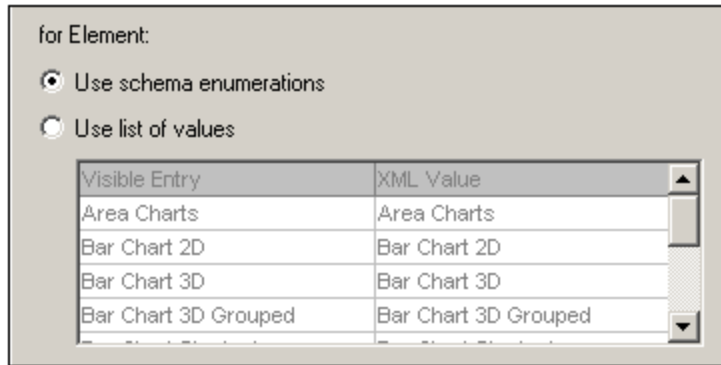 for Element:
Use schema enumerations
Use list of values
Visible Entry XML Value
Area Charts Area Charts
Bar Chart 2D Bar Chart 2D
Bar Chart 3D Bar Chart 3D
Bar Chart 3D Grouped Bar Chart 3D Grouped